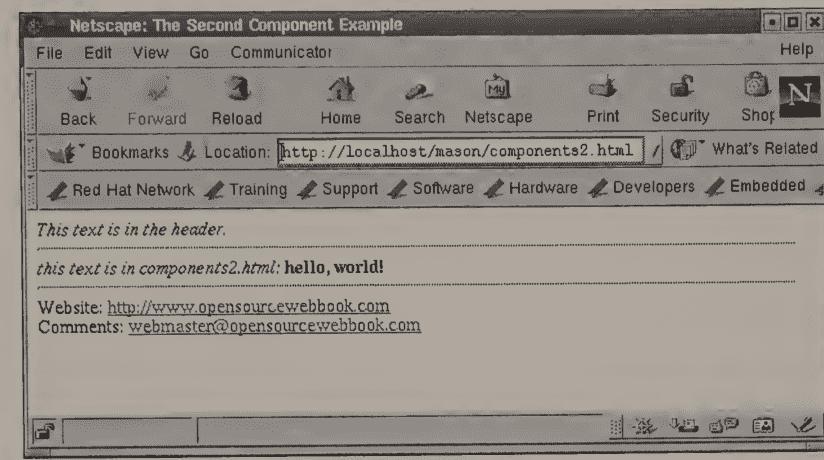 Netscape: The Second Component Example
File Edit View Go Communicator Help
Back Forward Reload Home Search Netscape Print Security Shop
My
N
Bookmarks Location: http://localhost/mason/components2.html What's Related
Red Hat Network Training Support Software Hardware Developers Embedded
This text is in the header.
this text is in components2.html: hello, world!
Website: http://www.opensourcewebbook.com
Comments: webmaster@opensourcewebbook.com